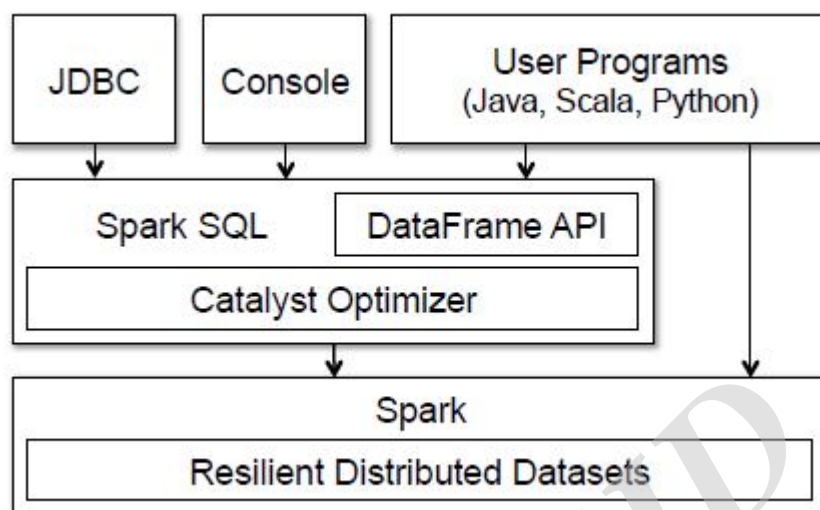 JDBC
Console
User Programs
(Java, Scala, Python)
Spark SQL
DataFrame API
Catalyst Optimizer
Spark
Resilient Distributed Datasets